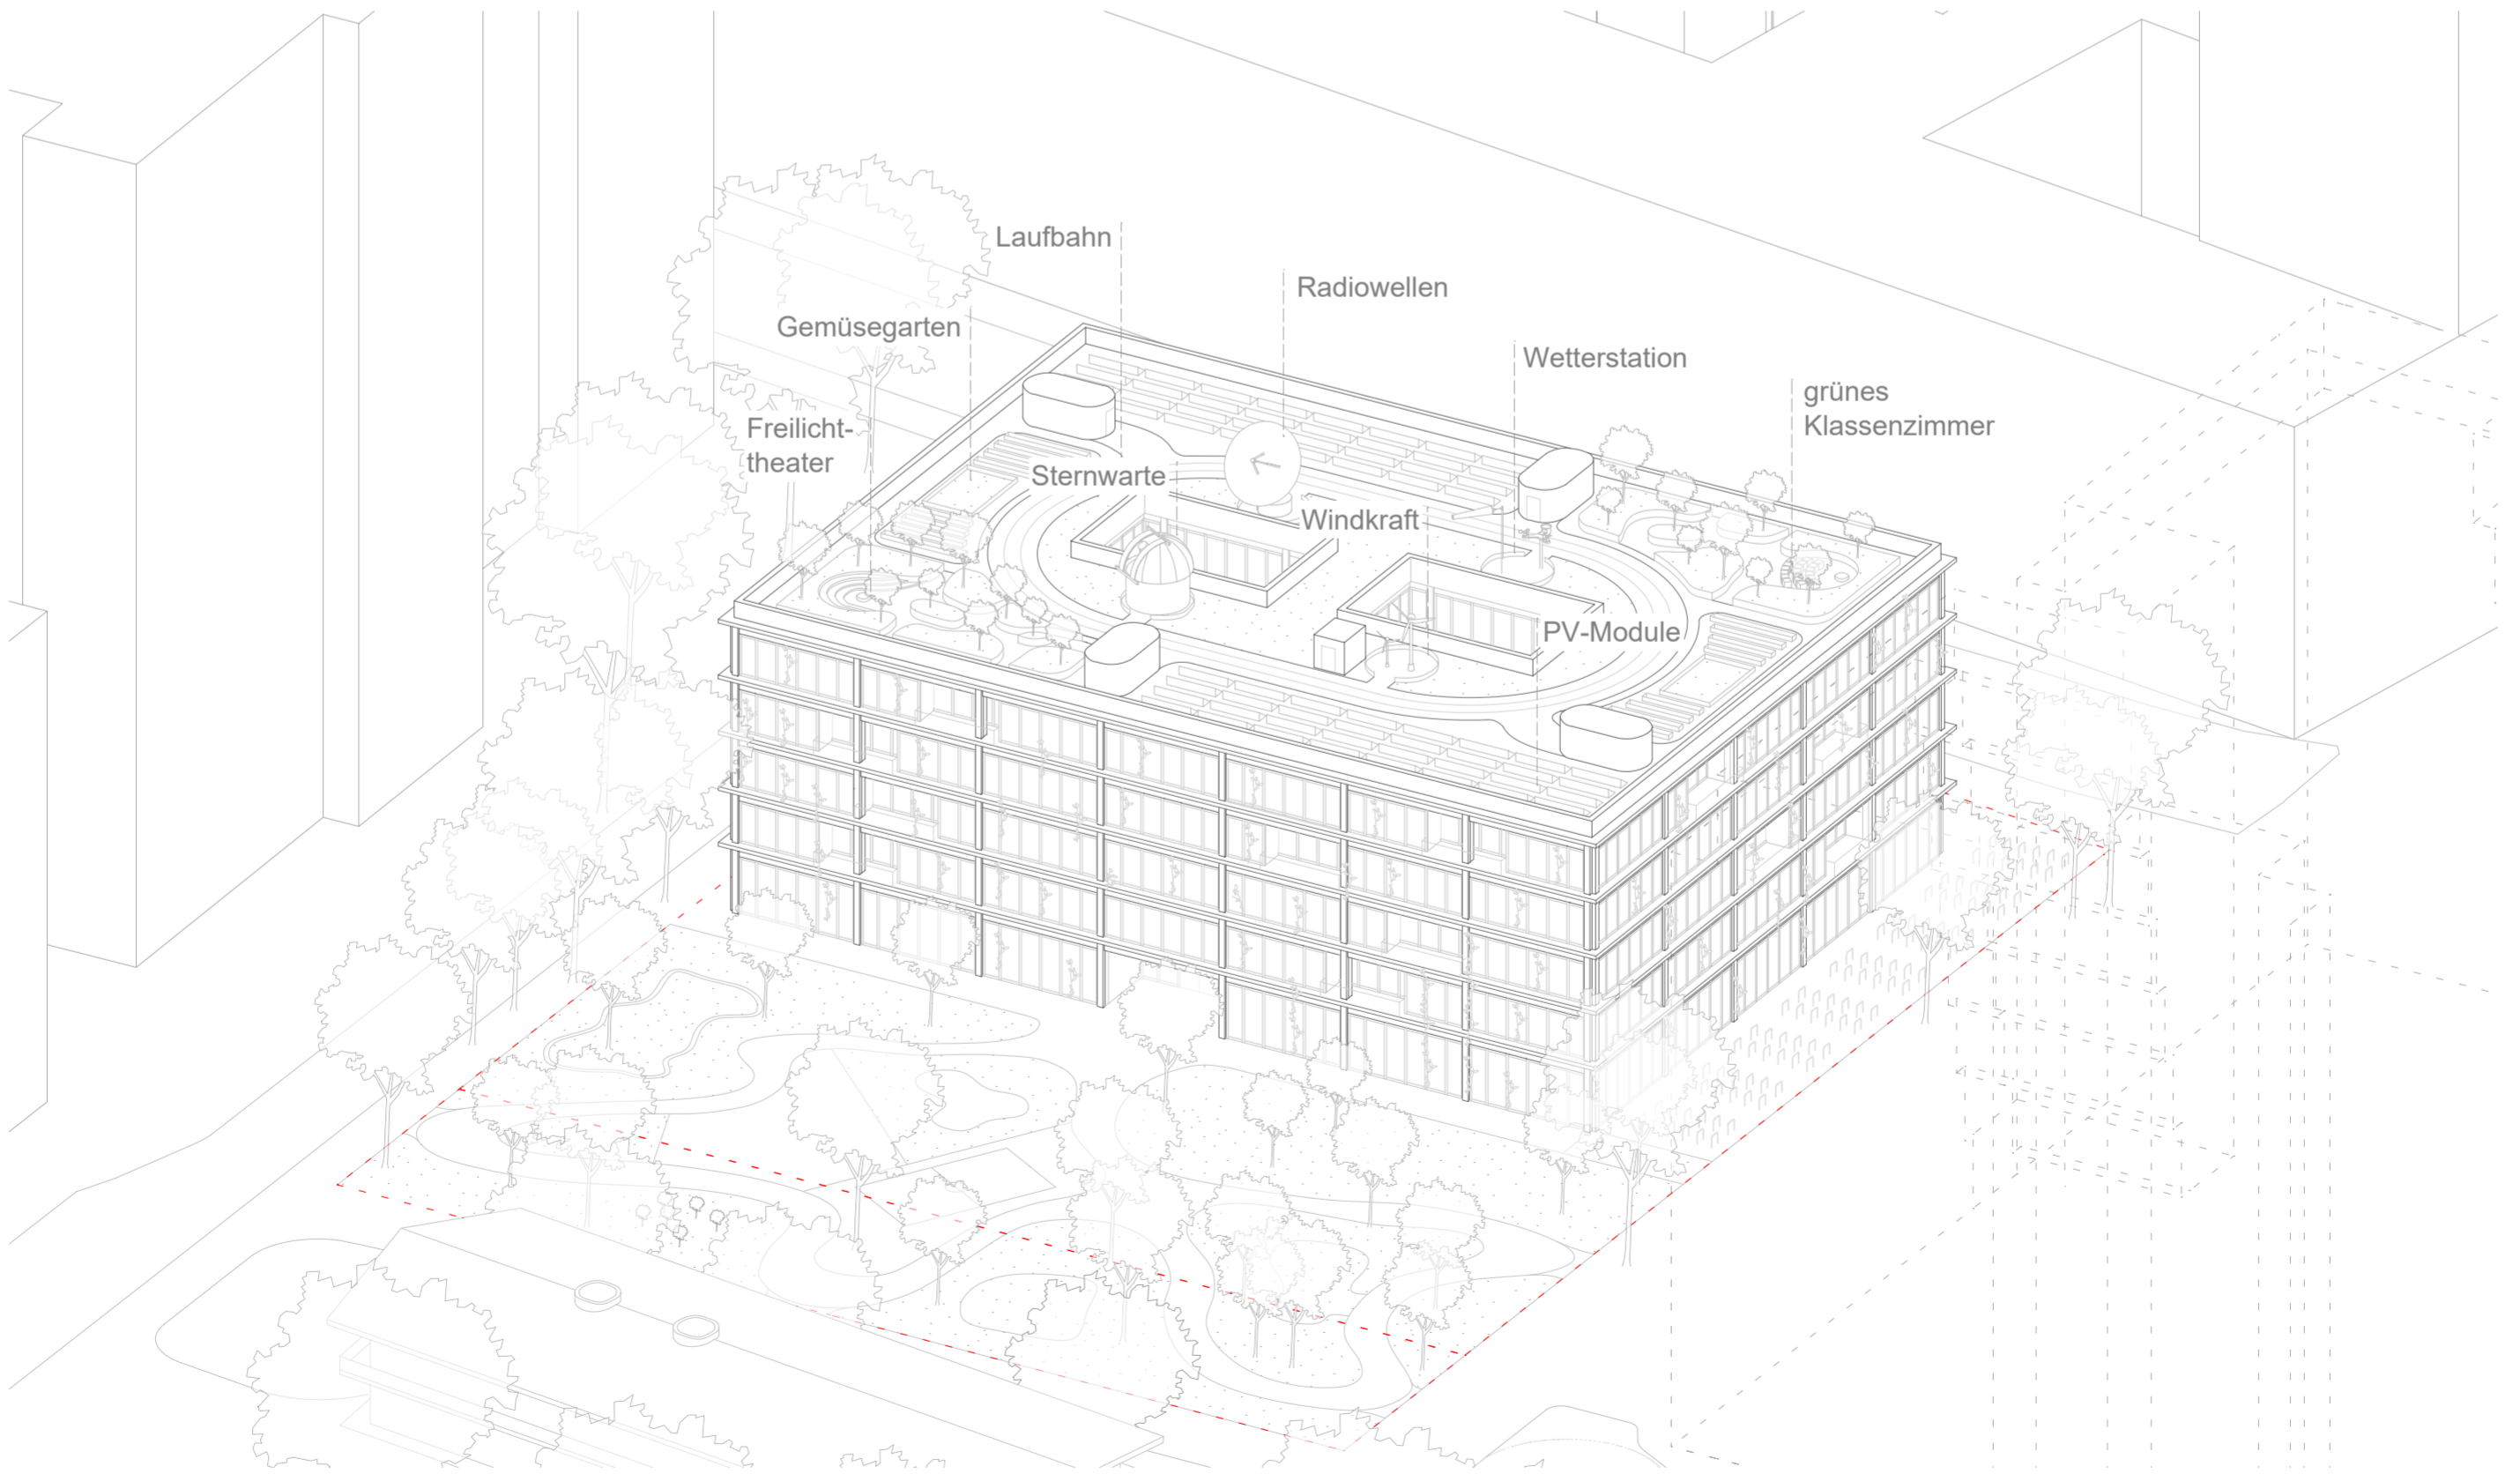 Laufbahn
Radiowellen
Gemüsegarten
Wetterstation
grünes
Klassenzimmer
Freilicht-
theater
Sternwarte
Windkraft
PV-Module